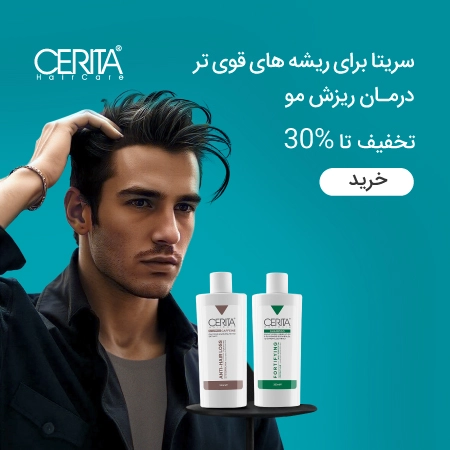 CERITA®
HairCare
سریتا برای ریشه های قوی تر
درمـان ریزش مو
تخفیف تا 30%
خرید
CERITA
ANTI-HAIR LOSS
CERITA
FORTIFYING